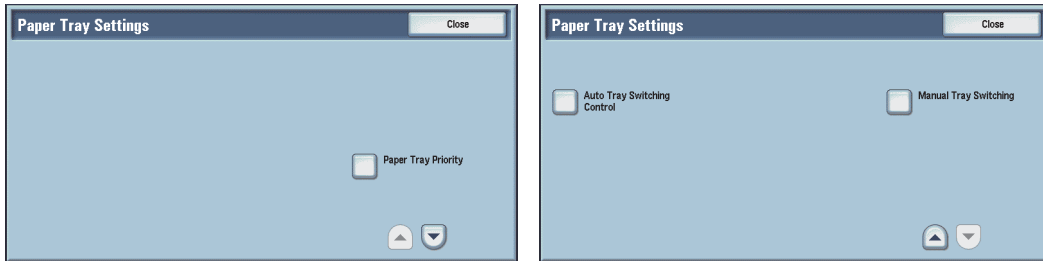 Paper Tray Settings
Close
Paper Tray Priority
Paper Tray Settings
Close
Auto Tray Switching
Control
Manual Tray Switching